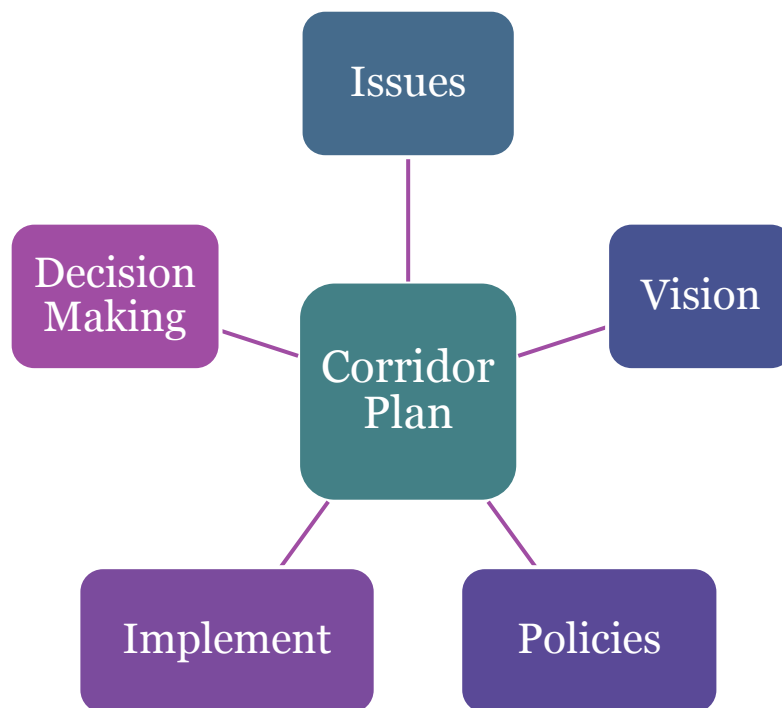 Issues
Decision
Making
Vision
Corridor
Plan
Implement
Policies